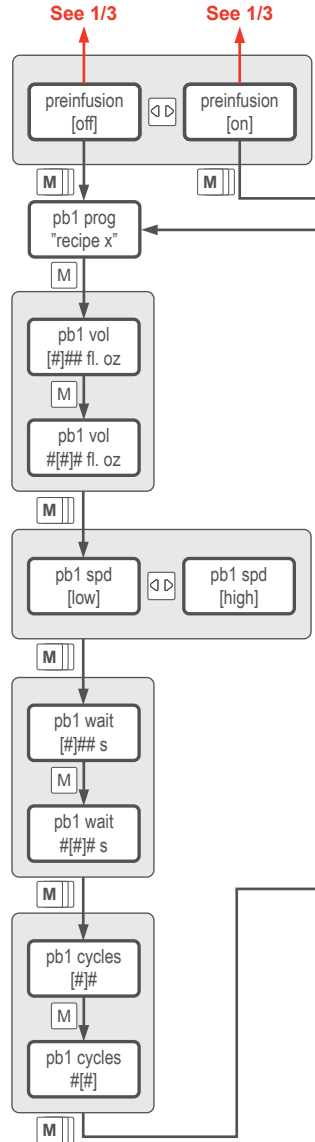 See 1/3
See 1/3
preinfusion
[off]
preinfusion
[on]
M
M
pb1 prog
"recipe x"
M
pb1 vol
[#]## fl. oz
M
pb1 vol
#[#]# fl. oz
M
pb1 spd
[low]
pb1 spd
[high]
M
pb1 wait
[#]## s
M
pb1 wait
#[#]# s
M
pb1 cycles
[#]#
M
pb1 cycles
#[#]
M